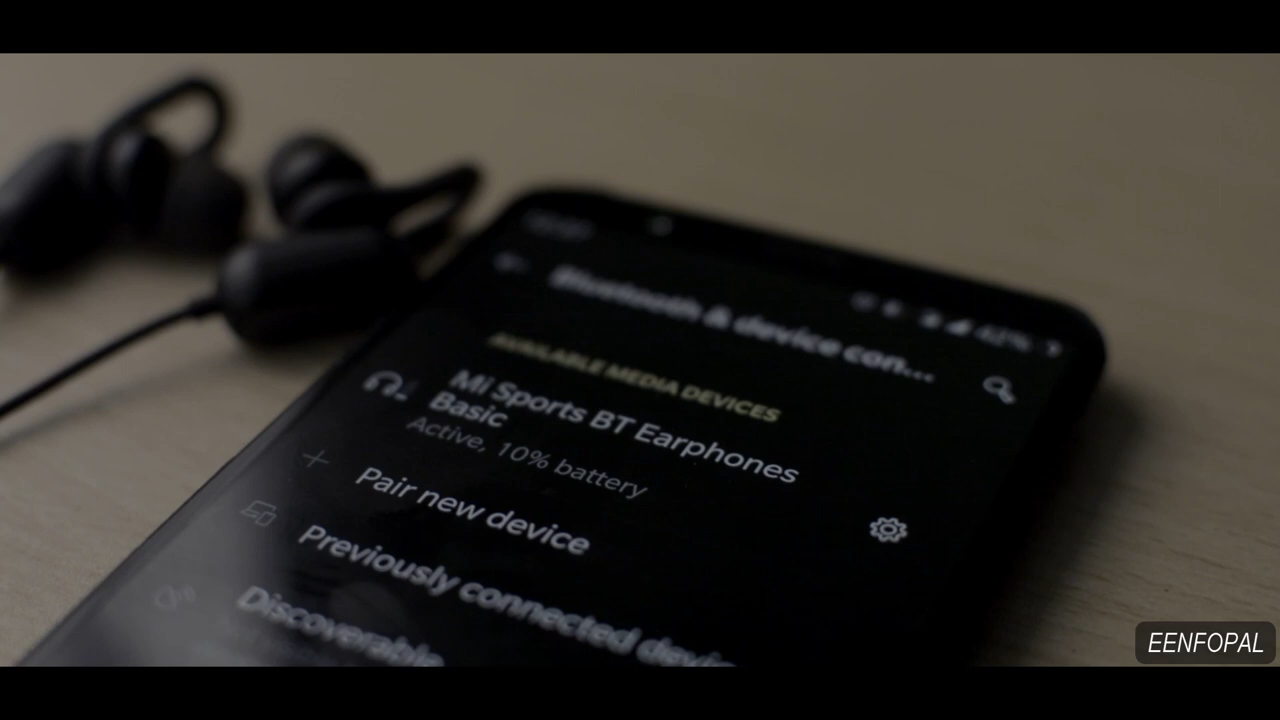 42%
Bluetooth & device con...
AVAILABLE MEDIA DEVICES
Mi Sports BT Earphones
Basic
Active, 10% battery
Pair new device
Previously connected devic
Discoverable
EENFOPAL